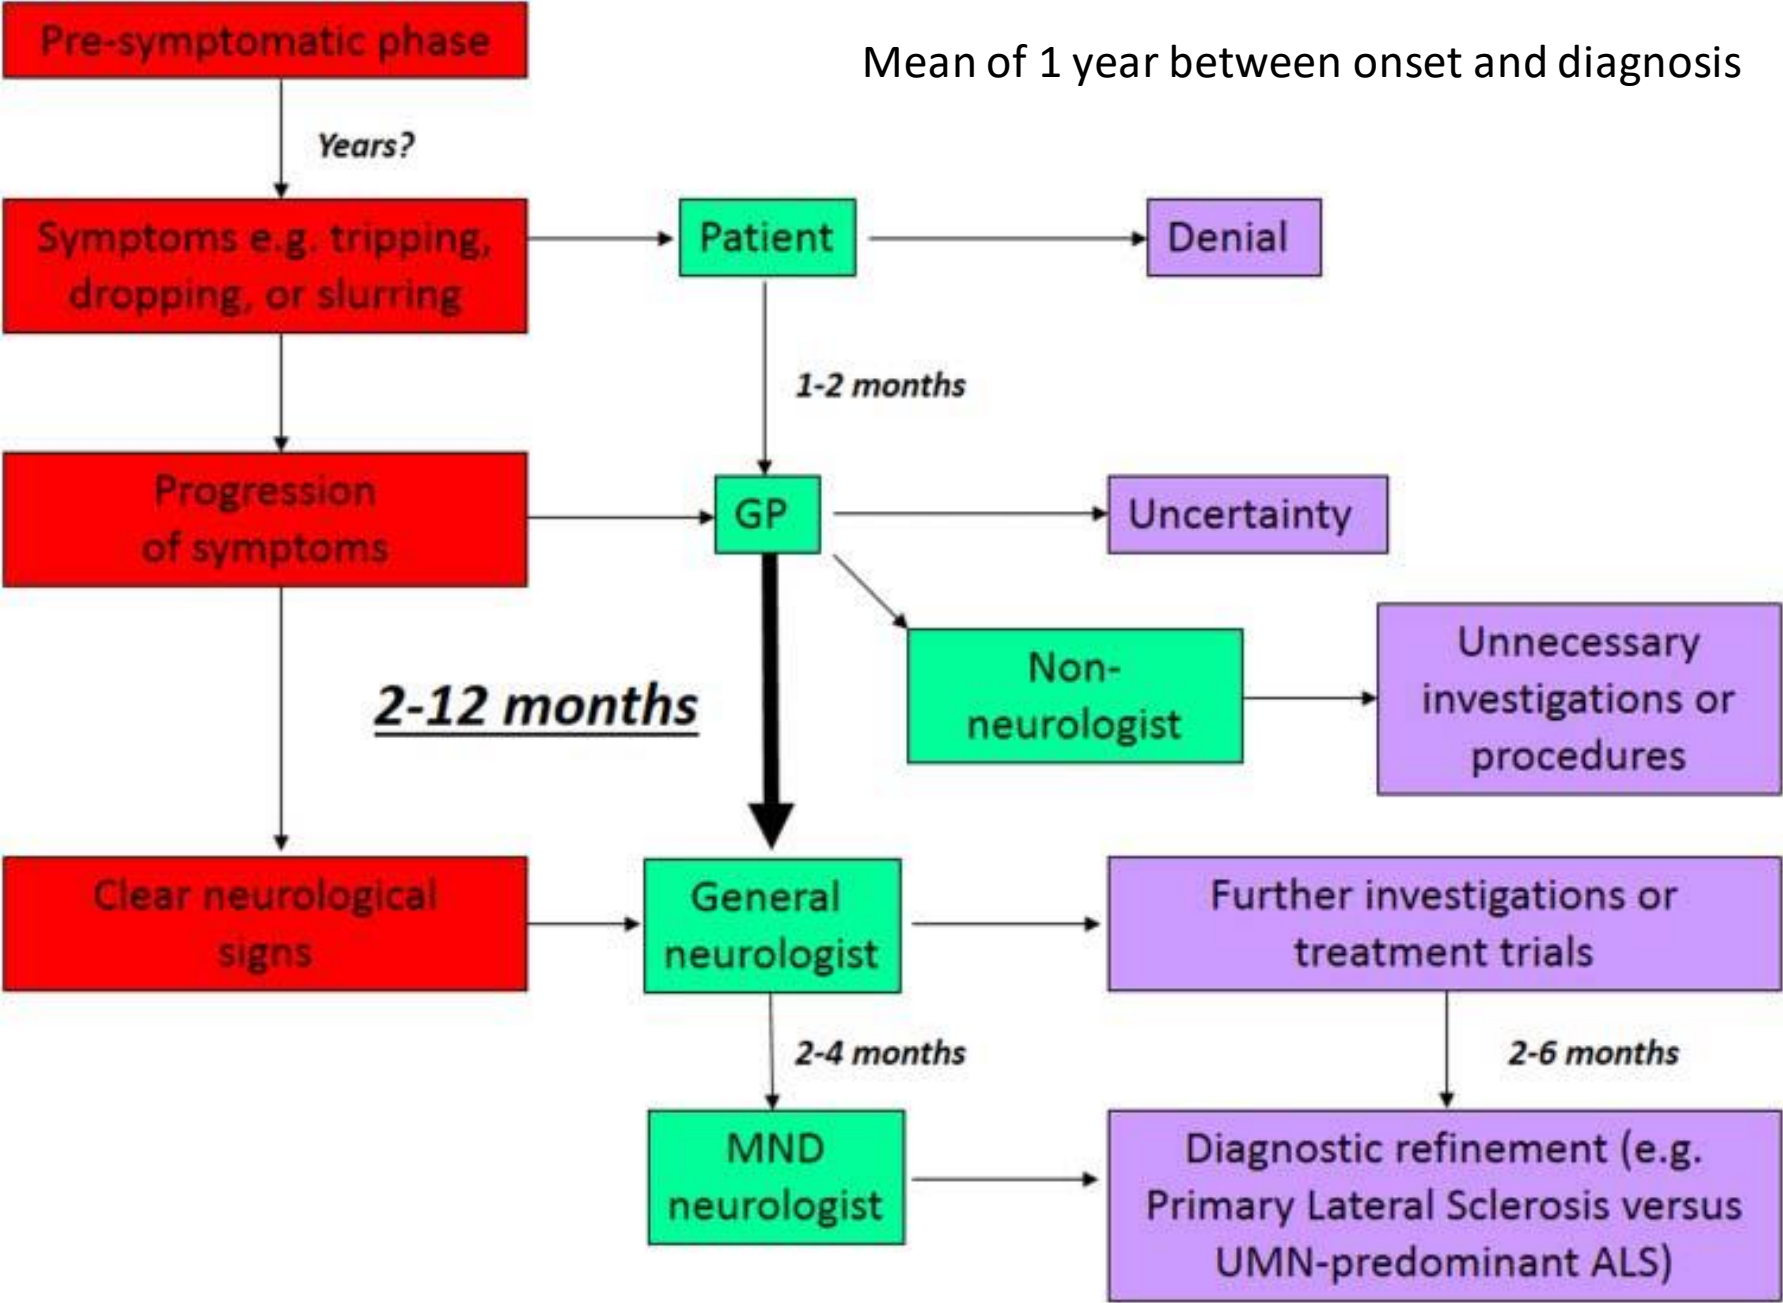 Pre-symptomatic phase
Mean of 1 year between onset and diagnosis
Years?
Symptoms e.g. tripping,
dropping, or slurring
Patient
Denial
1-2 months
Progression
of symptoms
GP
Uncertainty
2-12 months
Non-
neurologist
Unnecessary
investigations or
procedures
Clear neurological
signs
General
neurologist
Further investigations or
treatment trials
2-4 months
2-6 months
MND
neurologist
Diagnostic refinement (e.g.
Primary Lateral Sclerosis versus
UMN-predominant ALS)